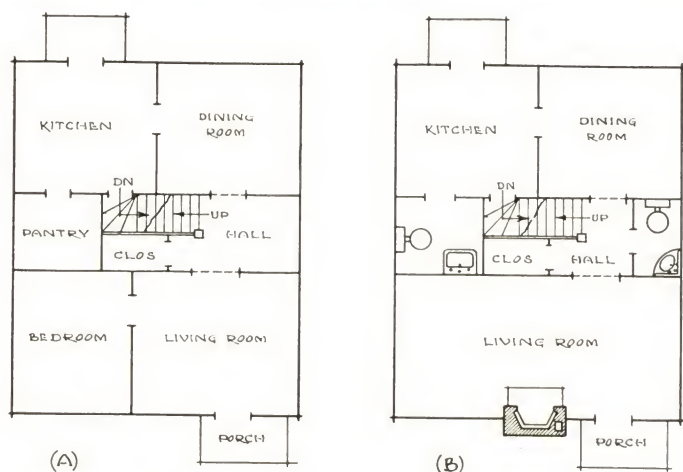 KITCHEN
DINING
ROOM
DN
UP
PANTRY
HALL
CLOS
BEDROOM
LIVING ROOM
PORCH
(A)
KITCHEN
DINING
ROOM
DN
UP
CLOS
HALL
LIVING ROOM
PORCH
(B)